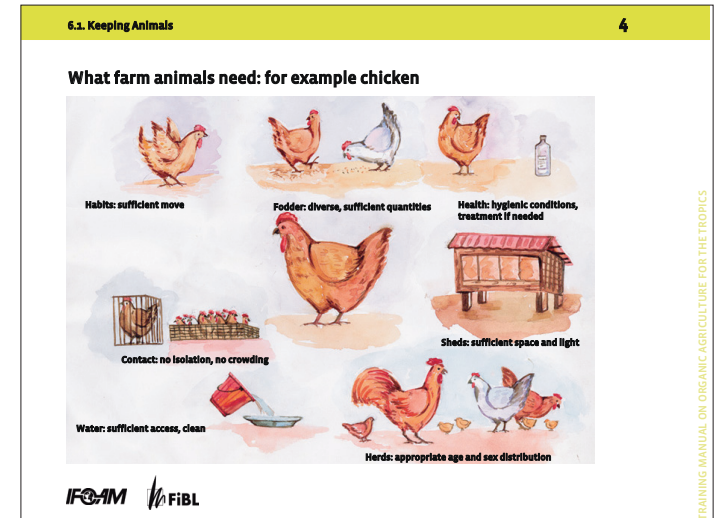 6.1. Keeping Animals
4
What farm animals need: for example chicken
Habits: sufficient move
Fodder: diverse, sufficient quantities
Health: hygienic conditions,
treatment if needed
Sheds: sufficient space and light
Contact: no isolation, no crowding
Water: sufficient access, clean
Herds: appropriate age and sex distribution
IFOAM
FiBL
TRAINING MANUAL ON ORGANIC AGRICULTURE FOR THE TROPICS